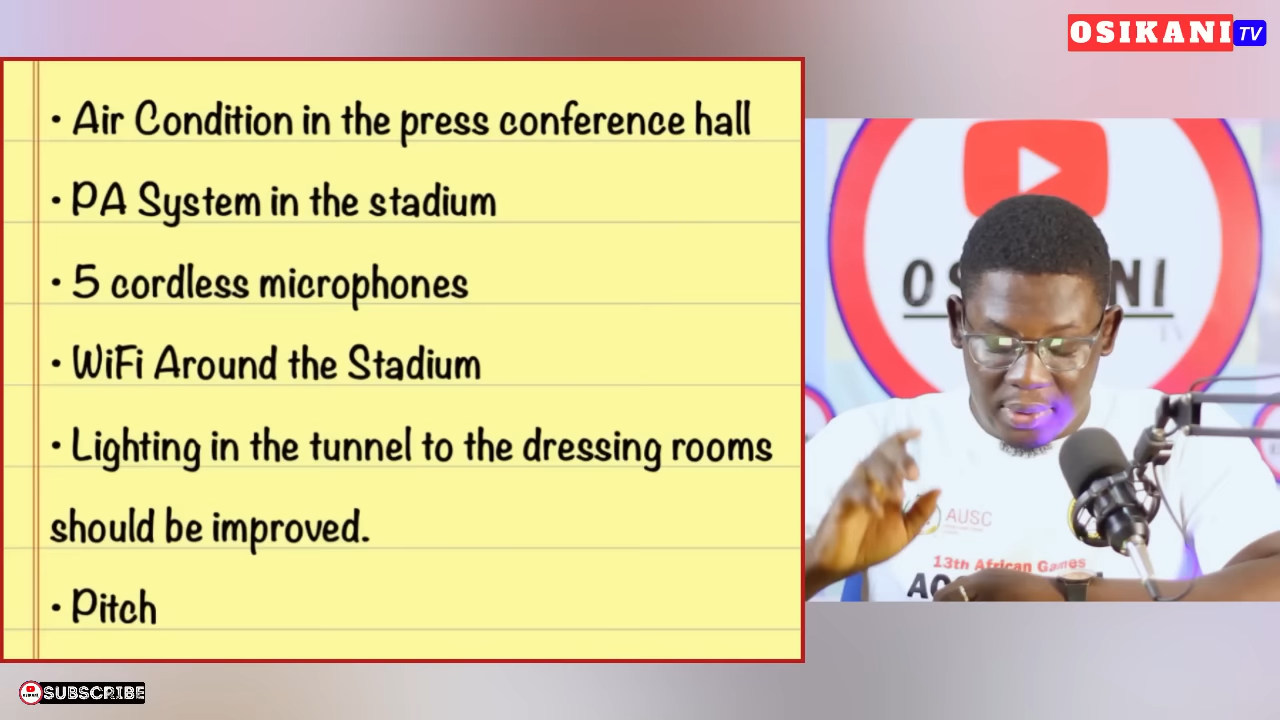 OSIKANI TV
• Air Condition in the press conference hall
• PA System in the stadium
• 5 cordless microphones
• WiFi Around the Stadium
• Lighting in the tunnel to the dressing rooms
should be improved.
• Pitch
AUSC
13th African Games
SUBSCRIBE